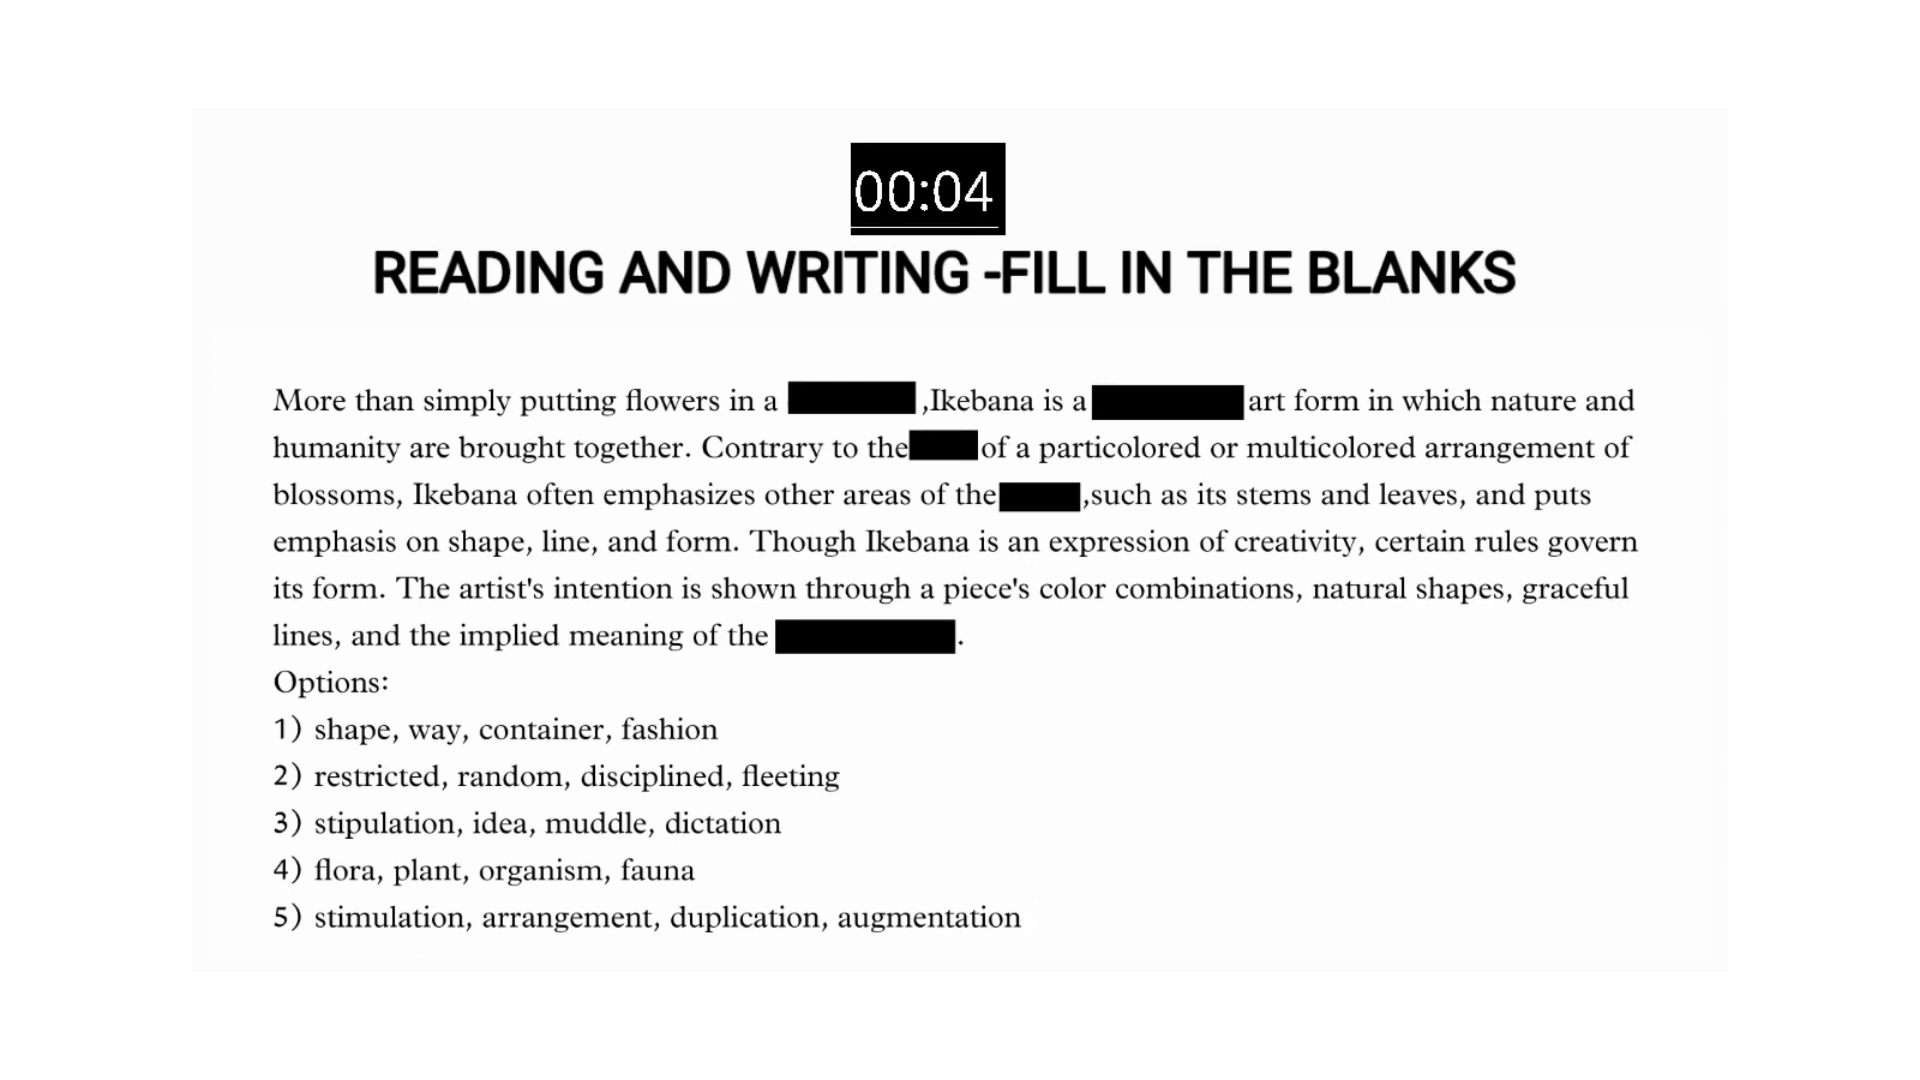 00:04
READING AND WRITING -FILL IN THE BLANKS
More than simply putting flowers in a ,Ikebana is a art form in which nature and
humanity are brought together. Contrary to the of a particolored or multicolored arrangement of
blossoms, Ikebana often emphasizes other areas of the ,such as its stems and leaves, and puts
emphasis on shape, line, and form. Though Ikebana is an expression of creativity, certain rules govern
its form. The artist's intention is shown through a piece's color combinations, natural shapes, graceful
lines, and the implied meaning of the .
Options:
1) shape, way, container, fashion
2) restricted, random, disciplined, fleeting
3) stipulation, idea, muddle, dictation
4) flora, plant, organism, fauna
5) stimulation, arrangement, duplication, augmentation